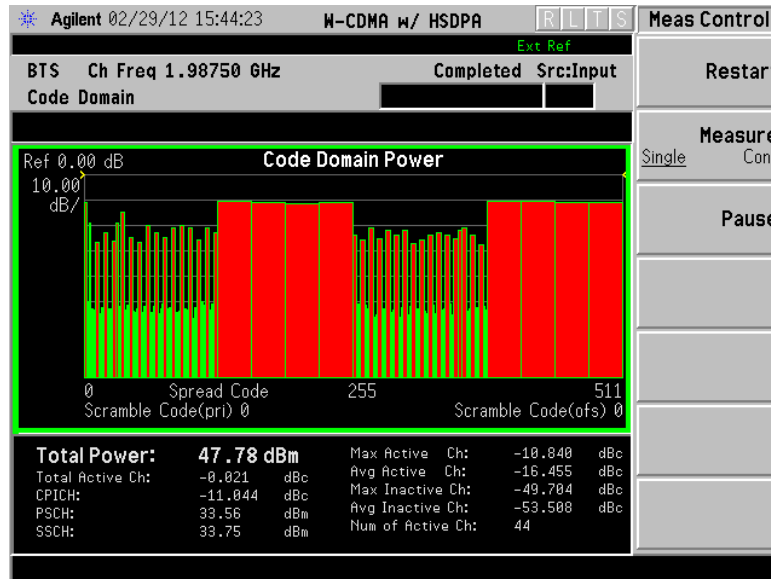 Agilent 02/29/12 15:44:23 W-CDMA w/ HSDPA R L T S Meas Control
Ext Ref
BTS Ch Freq 1.98750 GHz Completed Src:Input
Code Domain
Restar
Measure
Single Con
Pause
Ref 0.00 dB Code Domain Power
10.00
dB/
0 Spread Code 255 511
Scramble Code(pri) 0 Scramble Code(ofs) 0
Total Power: 47.78 dBm
Total Active Ch: -0.021 dBc
CPICH: -11.044 dBc
PSCH: 33.56 dBm
SSCH: 33.75 dBm
Max Active Ch: -10.840 dBc
Avg Active Ch: -16.455 dBc
Max Inactive Ch: -49.704 dBc
Avg Inactive Ch: -53.508 dBc
Num of Active Ch: 44